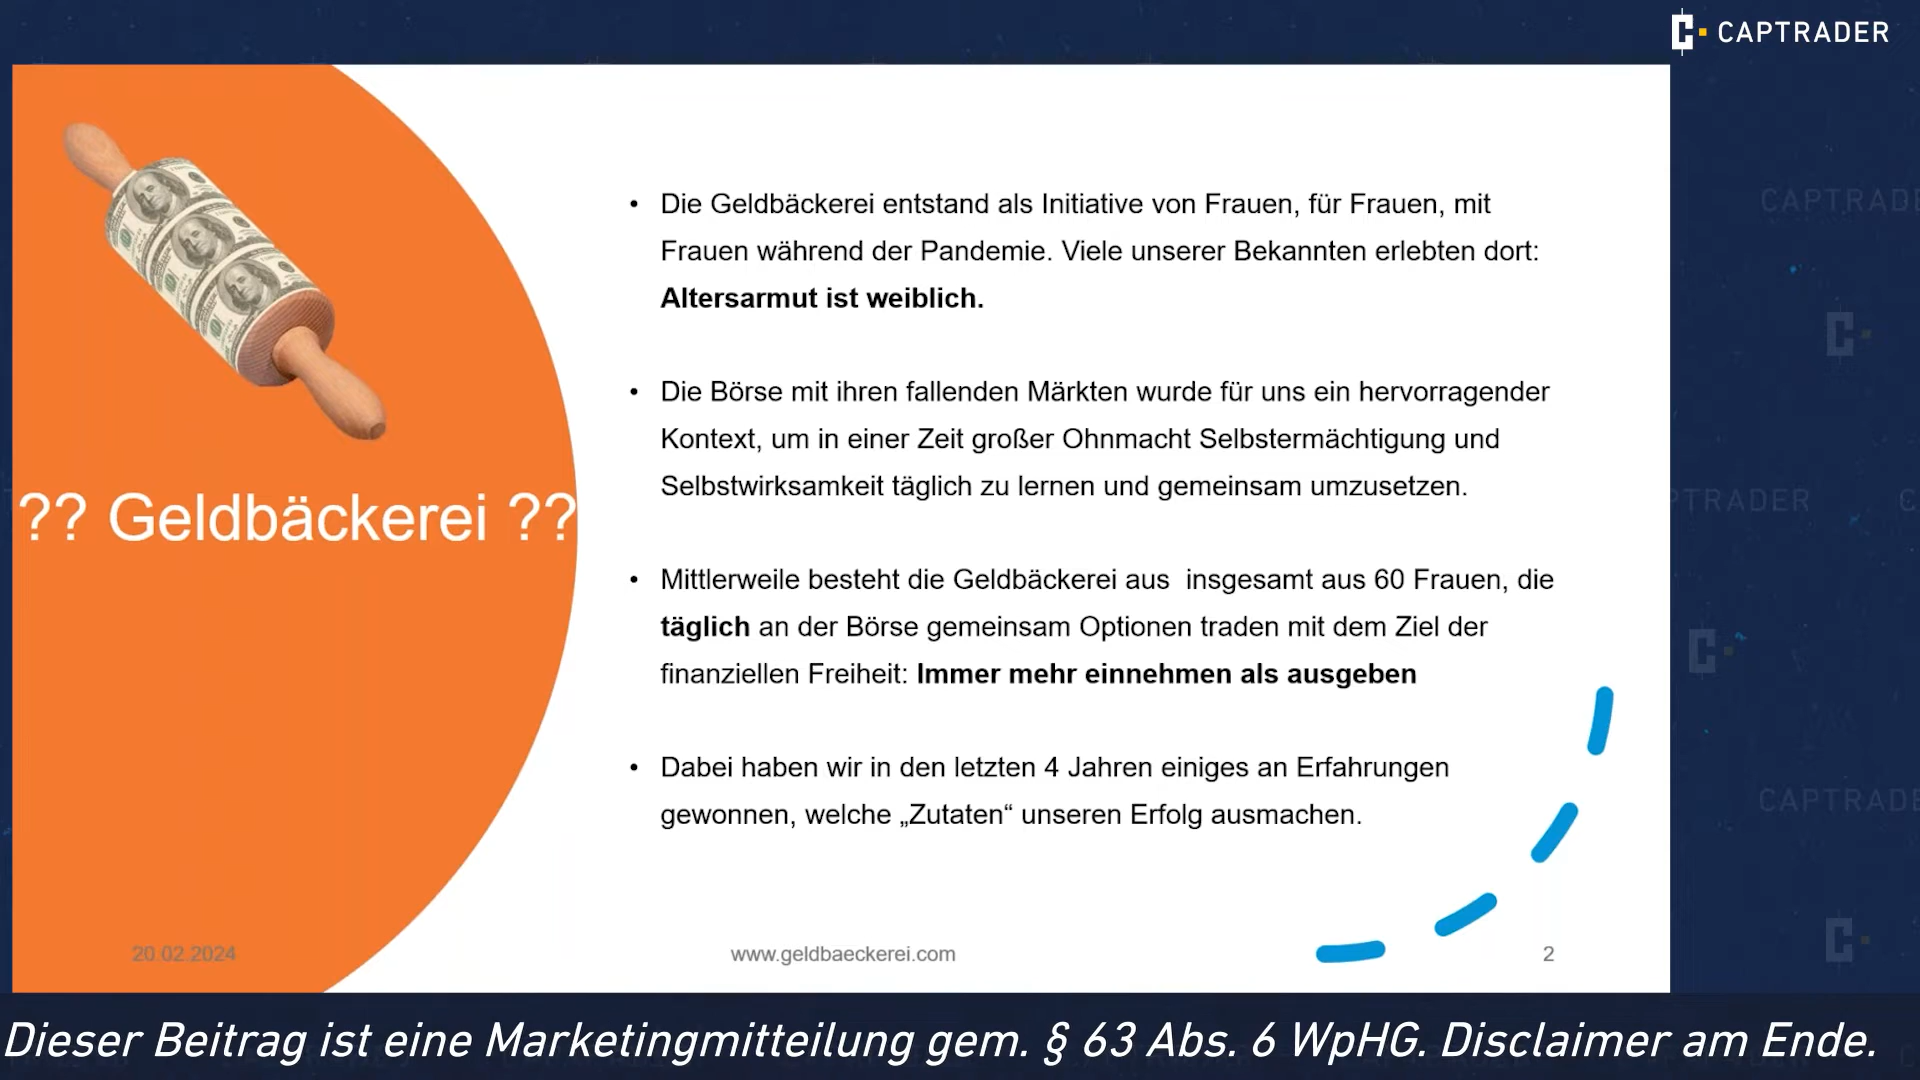 CAPTRADER
?? Geldbäckerei ??
• Die Geldbäckerei entstand als Initiative von Frauen, für Frauen, mit
Frauen während der Pandemie. Viele unserer Bekannten erlebten dort:
Altersarmut ist weiblich.
• Die Börse mit ihren fallenden Märkten wurde für uns ein hervorragender
Kontext, um in einer Zeit großer Ohnmacht Selbstermächtigung und
Selbstwirksamkeit täglich zu lernen und gemeinsam umzusetzen.
• Mittlerweile besteht die Geldbäckerei aus  insgesamt aus 60 Frauen, die
täglich an der Börse gemeinsam Optionen traden mit dem Ziel der
finanziellen Freiheit: Immer mehr einnehmen als ausgeben
• Dabei haben wir in den letzten 4 Jahren einiges an Erfahrungen
gewonnen, welche „Zutaten“ unseren Erfolg ausmachen.
20.02.2024
www.geldbaeckerei.com
2
Dieser Beitrag ist eine Marketingmitteilung gem. § 63 Abs. 6 WpHG. Disclaimer am Ende.